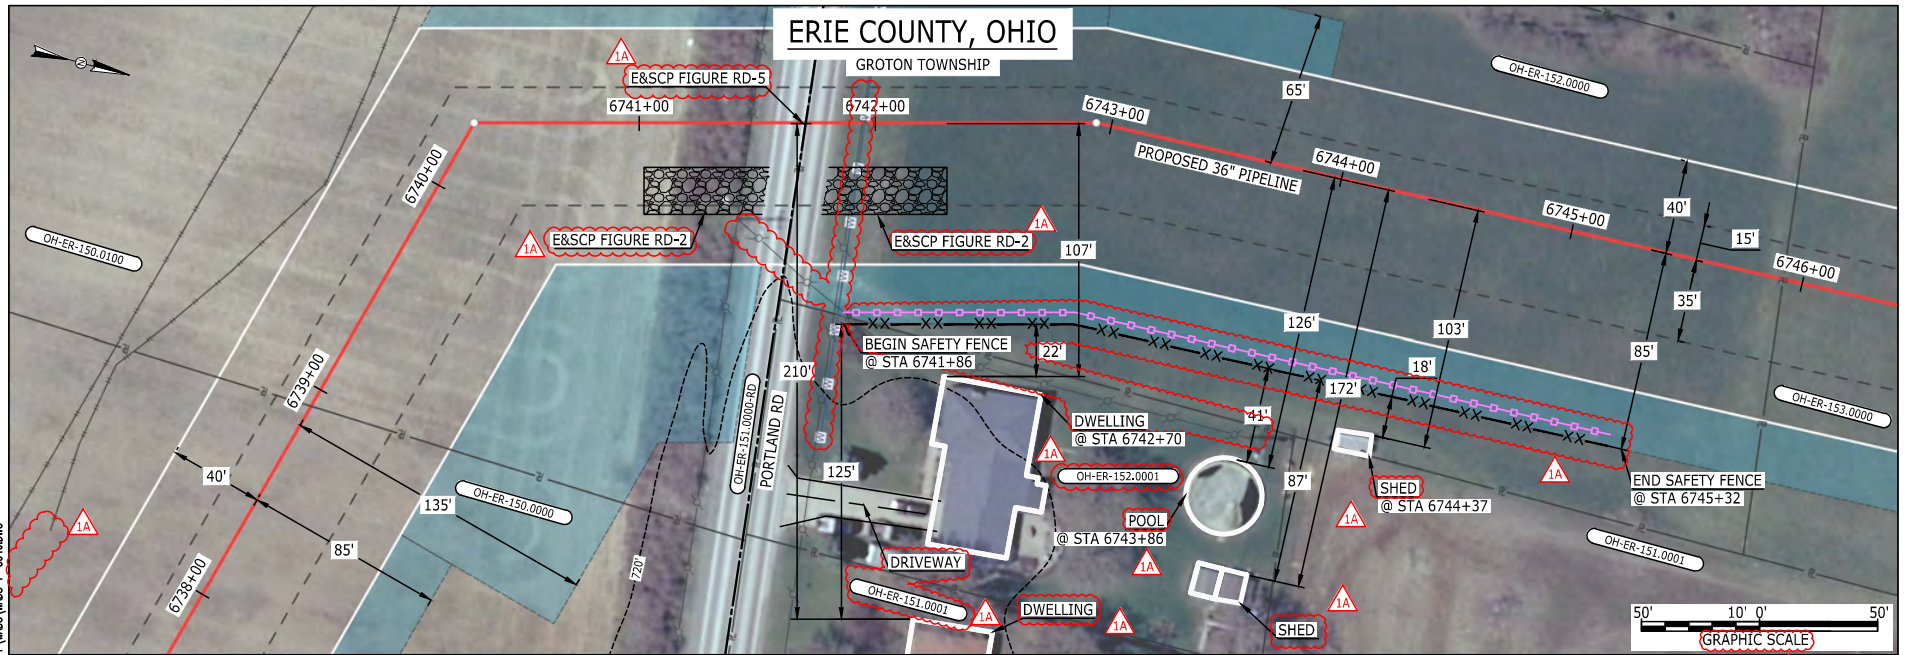 ERIE COUNTY, OHIO
GROTON TOWNSHIP
N
1A
E&SCP FIGURE RD-5
6741+00
6742+00
6743+00
OH-ER-152.0000
65'
PROPOSED 36" PIPELINE
6744+00
6745+00
6746+00
40'
15'
35'
85'
6740+00
OH-ER-150.0100
1A
E&SCP FIGURE RD-2
E&SCP FIGURE RD-2
1A
107'
W
W
W
W
W
W
W
126'
103'
BEGIN SAFETY FENCE
@ STA 6741+86
22'
18'
172'
210'
6739+00
OH-ER-151.0000-RD
PORTLAND RD
DWELLING
@ STA 6742+70
41'
OH-ER-153.0000
40'
135'
85'
OH-ER-150.0000
125'
1A
OH-ER-152.0001
87'
SHED
@ STA 6744+37
1A
END SAFETY FENCE
@ STA 6745+32
1A
POOL
@ STA 6743+86
1A
1A
OH-ER-151.0001
6738+00
720'
DRIVEWAY
OH-ER-151.0001
1A
DWELLING
1A
1A
SHED
50'
10'
0'
50'
GRAPHIC SCALE